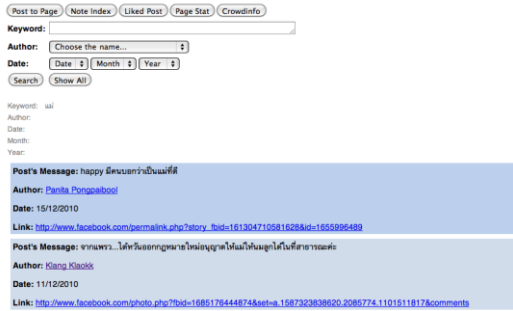 Post to Page Note Index Liked Post Page Stat Crowdinfo
Keyword:
Author: Choose the name...
Date: Date Month Year
Search Show All
Keyword: แม่
Author:
Date:
Month:
Year:
Post's Message: happy มีคนบอกว่าเป็นแม่ที่ดี
Author: Panita Pongpaibool
Date: 15/12/2010
Link: http://www.facebook.com/permalink.php?story_fbid=161304710581628&id=1655996489
Post's Message: จากแพรว...ไต้หวันออกกฎหมายใหม่อนุญาตให้แม่ให้นมลูกได้ในที่สาธารณะค่ะ
Author: Klang Klaokk
Date: 11/12/2010
Link: http://www.facebook.com/photo.php?fbid=1685176444874&set=a.1587323838620.2085774.1101511817&comments